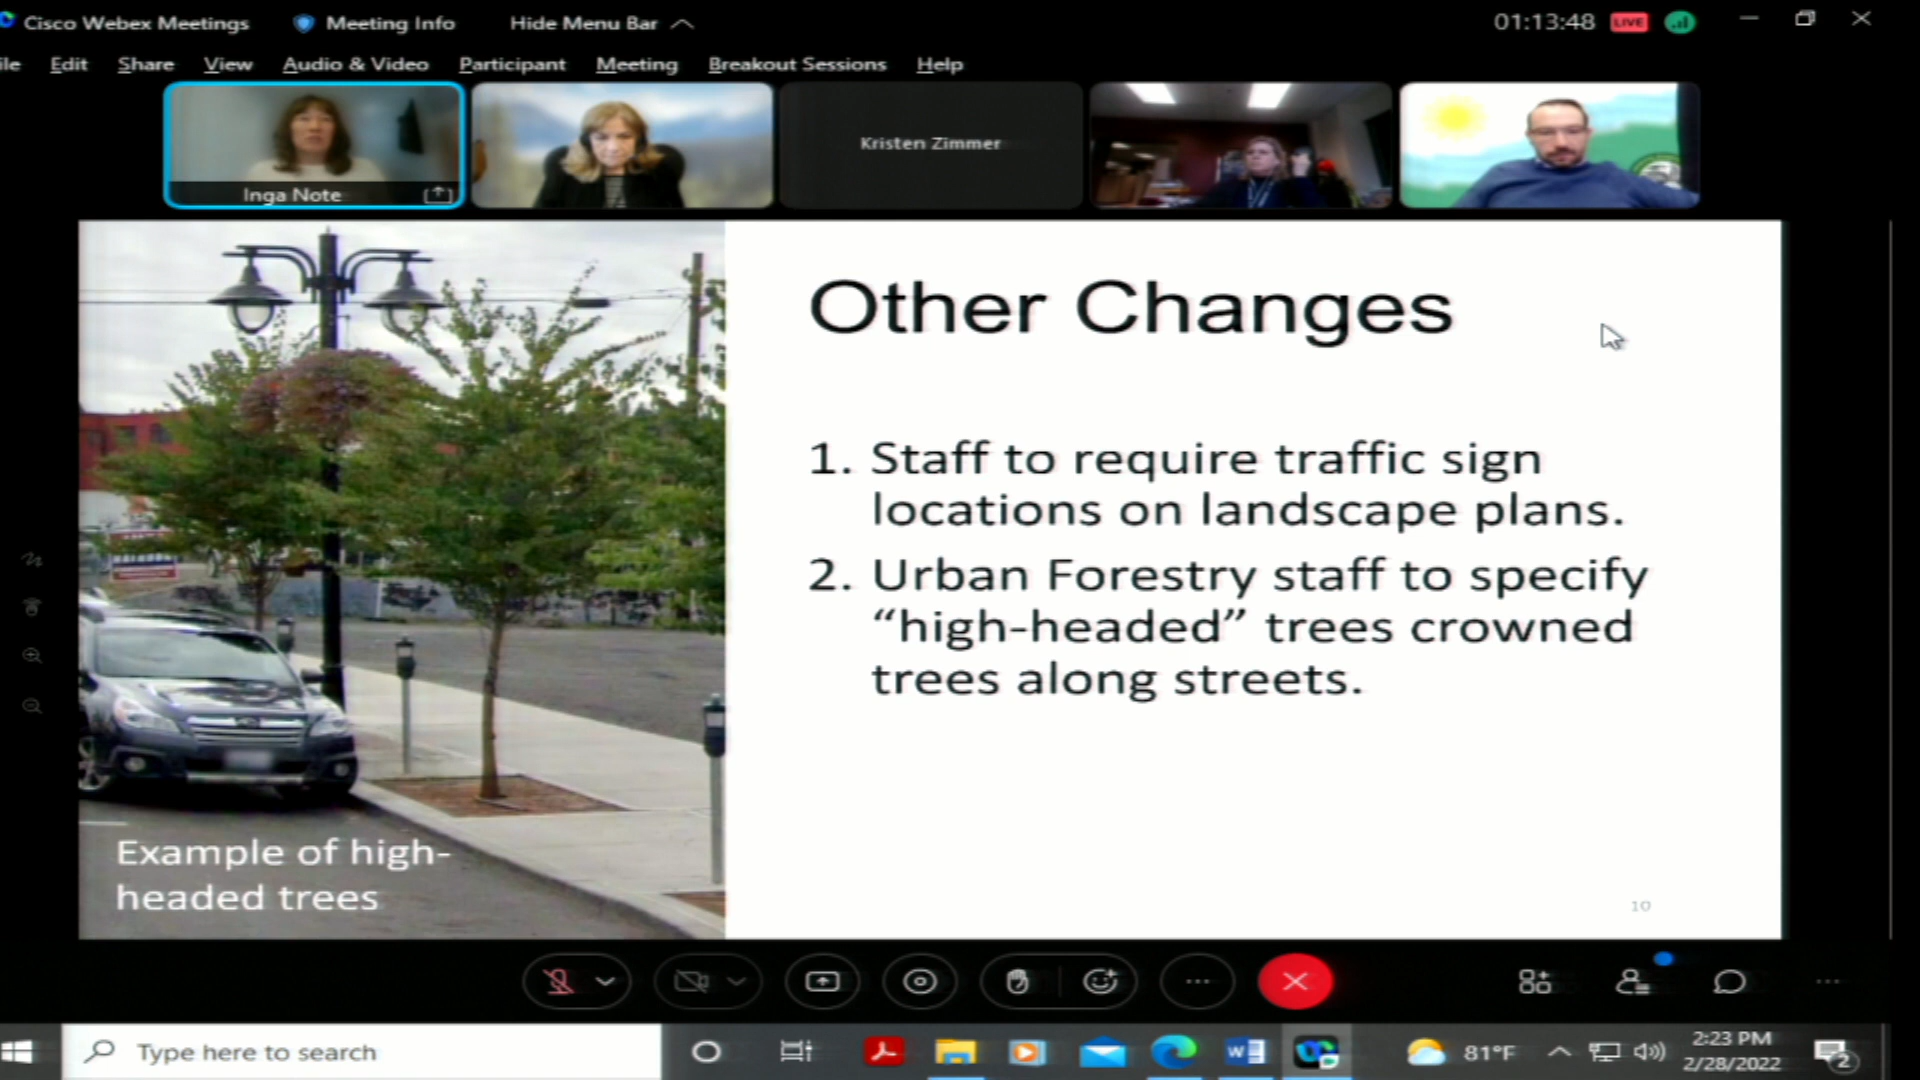 Cisco Webex Meetings
Meeting Info
Hide Menu Bar
01:13:48
LIVE
ile Edit Share View Audio & Video Participant Meeting Breakout Sessions Help
Inga Note
Kristen Zimmer
Other Changes
1. Staff to require traffic sign
locations on landscape plans.
2. Urban Forestry staff to specify
“high-headed” trees crowned
trees along streets.
Example of high-
headed trees
10
Type here to search
81°F
2:23 PM
2/28/2022
2